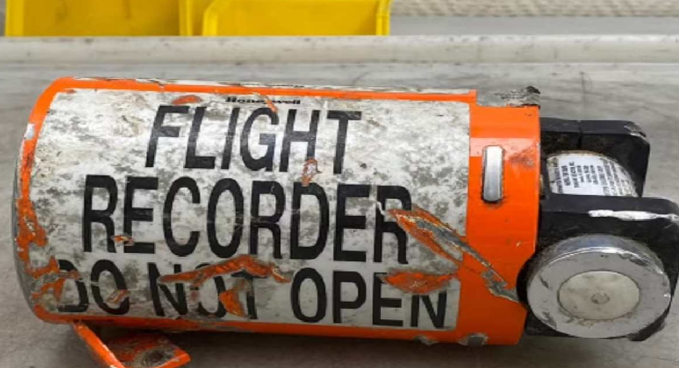 Honeywell
FLIGHT
RECORDER
DO NOT OPEN